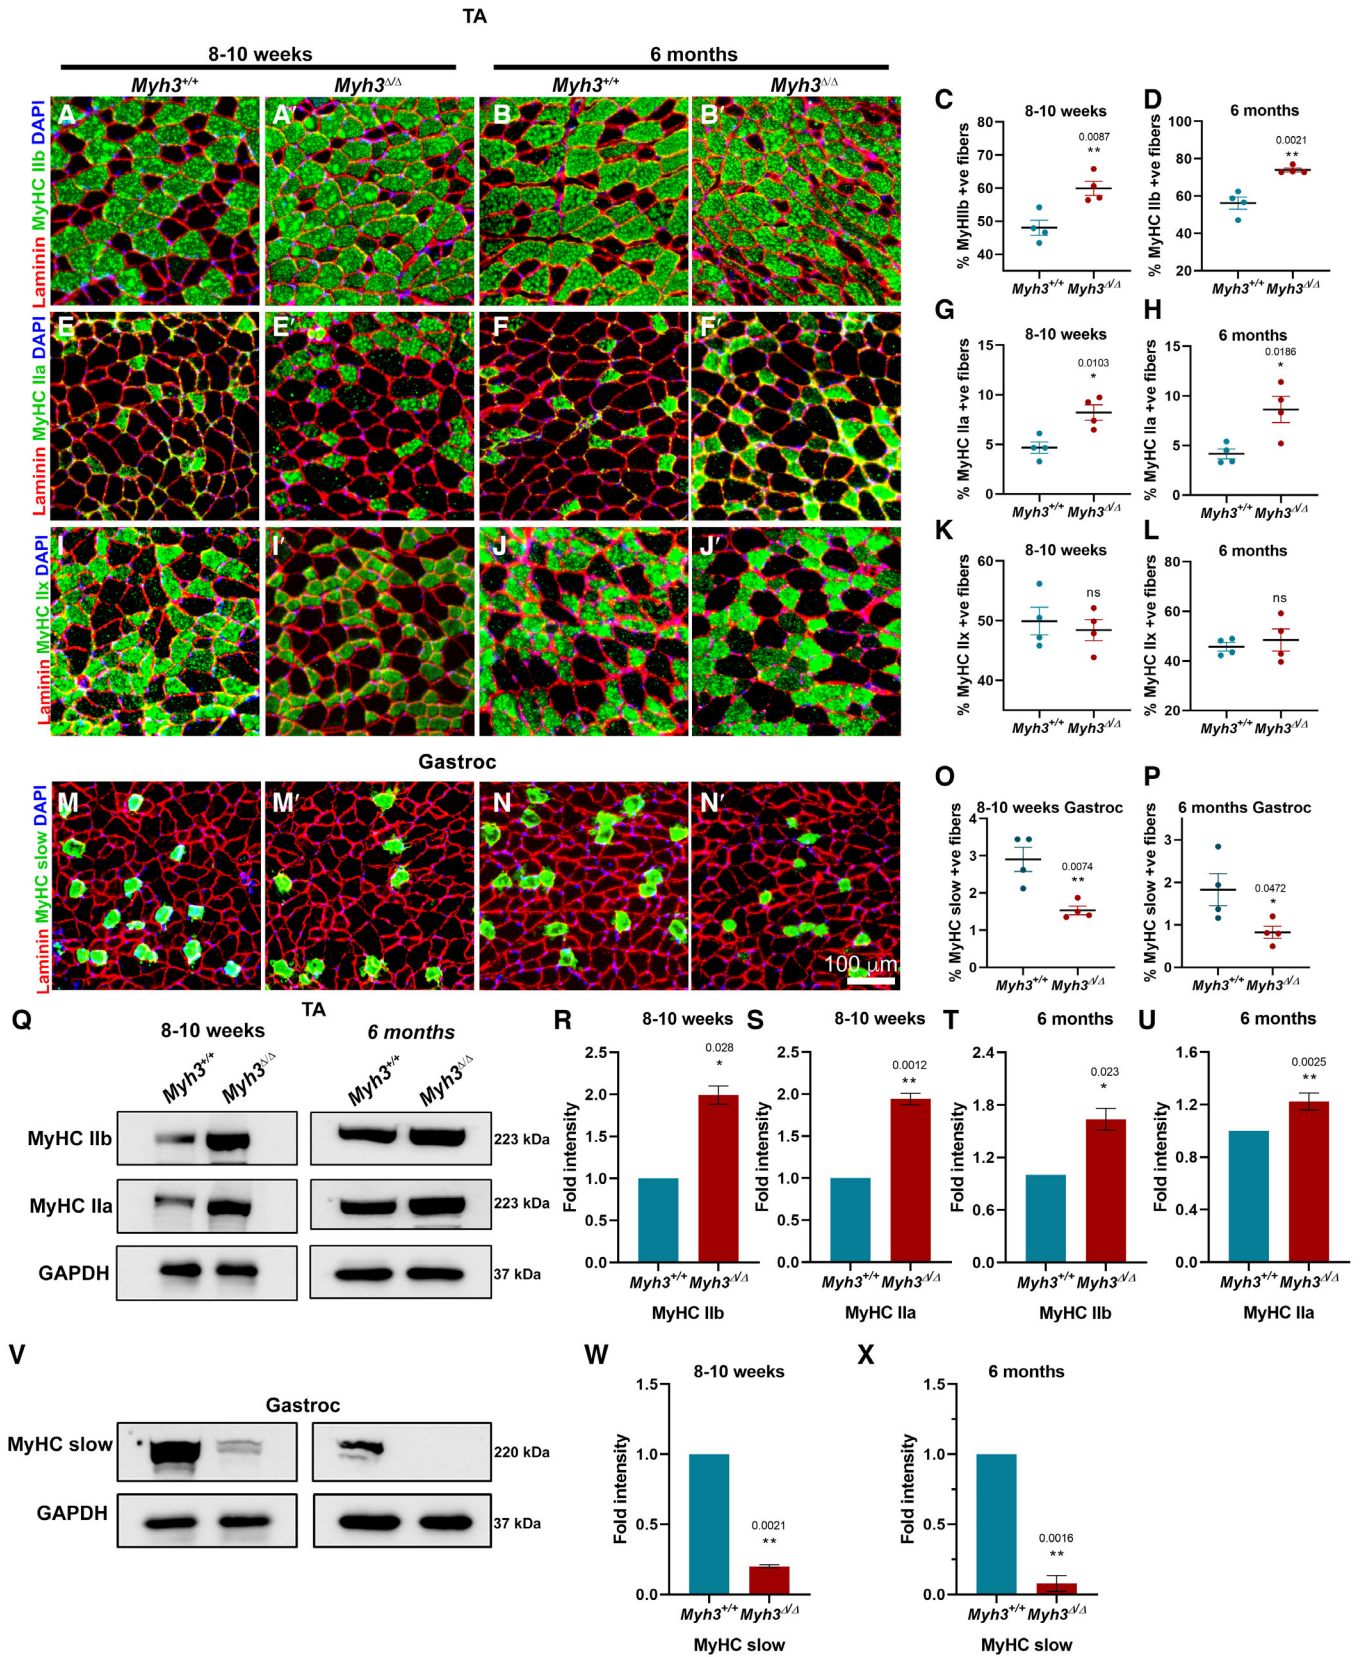 TA
8-10 weeks
6 months
Myh3+/+
Myh3Δ/Δ
Myh3+/+
Myh3Δ/Δ
Laminin MyHC IIb DAPI
A
A′
B
B′
C
8-10 weeks
% MyHIIb +ve fibers
80
70
60
50
40
0.0087
**
Myh3+/+ Myh3Δ/Δ
D
6 months
% MyHC IIb +ve fibers
100
80
60
40
20
0.0021
**
Myh3+/+ Myh3Δ/Δ
Laminin MyHC IIa DAPI
E
E′
F
F′
G
8-10 weeks
% MyHC IIa +ve fibers
15
10
5
0
0.0103
*
Myh3+/+ Myh3Δ/Δ
H
6 months
% MyHC IIa +ve fibers
15
10
5
0
0.0186
*
Myh3+/+ Myh3Δ/Δ
Laminin MyHC IIx DAPI
I
I′
J
J′
K
8-10 weeks
% MyHC IIx +ve fibers
60
50
40
ns
Myh3+/+ Myh3Δ/Δ
L
6 months
% MyHC IIx +ve fibers
80
60
40
20
ns
Myh3+/+ Myh3Δ/Δ
Gastroc
Laminin MyHC slow DAPI
M
M′
N
N′
100 µm
O
8-10 weeks Gastroc
% MyHC slow +ve fibers
4
3
2
1
0
0.0074
**
Myh3+/+ Myh3Δ/Δ
P
6 months Gastroc
% MyHC slow +ve fibers
3
2
1
0
0.0472
*
Myh3+/+ Myh3Δ/Δ
Q
TA
8-10 weeks
6 months
Myh3+/+
Myh3Δ/Δ
Myh3+/+
Myh3Δ/Δ
MyHC IIb
223 kDa
MyHC IIa
223 kDa
GAPDH
37 kDa
R
8-10 weeks
Fold intensity
2.5
2.0
1.5
1.0
0.5
0.0
0.028
*
Myh3+/+ Myh3Δ/Δ
MyHC IIb
S
8-10 weeks
Fold intensity
2.5
2.0
1.5
1.0
0.5
0.0
0.0012
**
Myh3+/+ Myh3Δ/Δ
MyHC IIa
T
6 months
Fold intensity
2.4
1.8
1.2
0.6
0.0
0.023
*
Myh3+/+ Myh3Δ/Δ
MyHC IIb
U
6 months
Fold intensity
1.6
1.2
0.8
0.4
0.0
0.0025
**
Myh3+/+ Myh3Δ/Δ
MyHC IIa
V
Gastroc
MyHC slow
220 kDa
GAPDH
37 kDa
W
8-10 weeks
Fold intensity
1.5
1.0
0.5
0.0
0.0021
**
Myh3+/+ Myh3Δ/Δ
MyHC slow
X
6 months
Fold intensity
1.5
1.0
0.5
0.0
0.0016
**
Myh3+/+ Myh3Δ/Δ
MyHC slow